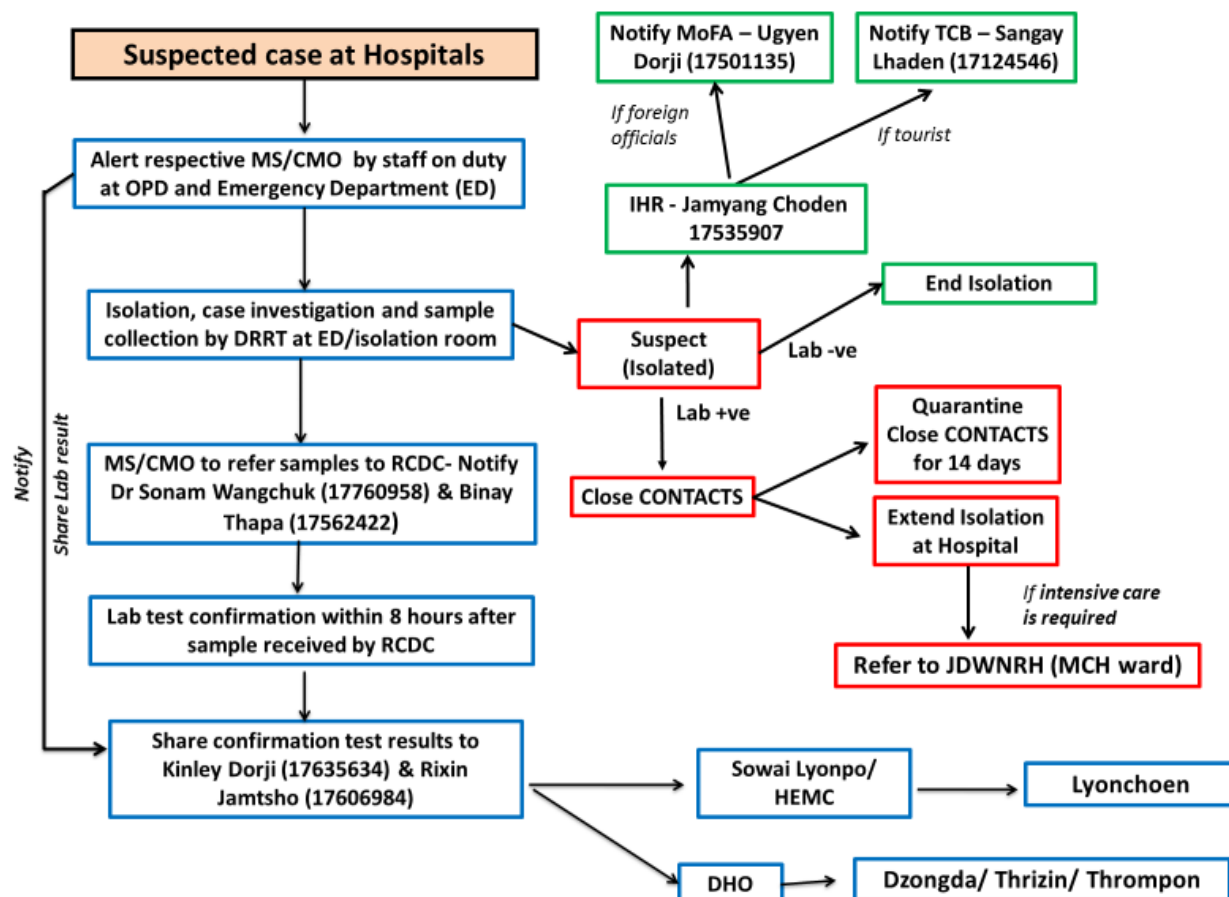 Suspected case at Hospitals
Notify MoFA – Ugyen
Dorji (17501135)
Notify TCB – Sangay
Lhaden (17124546)
If foreign
officials
If tourist
Alert respective MS/CMO by staff on duty
at OPD and Emergency Department (ED)
IHR - Jamyang Choden
17535907
End Isolation
Isolation, case investigation and sample
collection by DRRT at ED/isolation room
Suspect
(Isolated)
Lab -ve
Lab +ve
Quarantine
Close CONTACTS
for 14 days
Close CONTACTS
Extend Isolation
at Hospital
Notify
Share Lab result
MS/CMO to refer samples to RCDC- Notify
Dr Sonam Wangchuk (17760958) & Binay
Thapa (17562422)
If intensive care
is required
Lab test confirmation within 8 hours after
sample received by RCDC
Refer to JDWNRH (MCH ward)
Share confirmation test results to
Kinley Dorji (17635634) & Rixin
Jamtsho (17606984)
Sowai Lyonpo/
HEMC
Lyonchoen
DHO
Dzongda/ Thrizin/ Thrompon